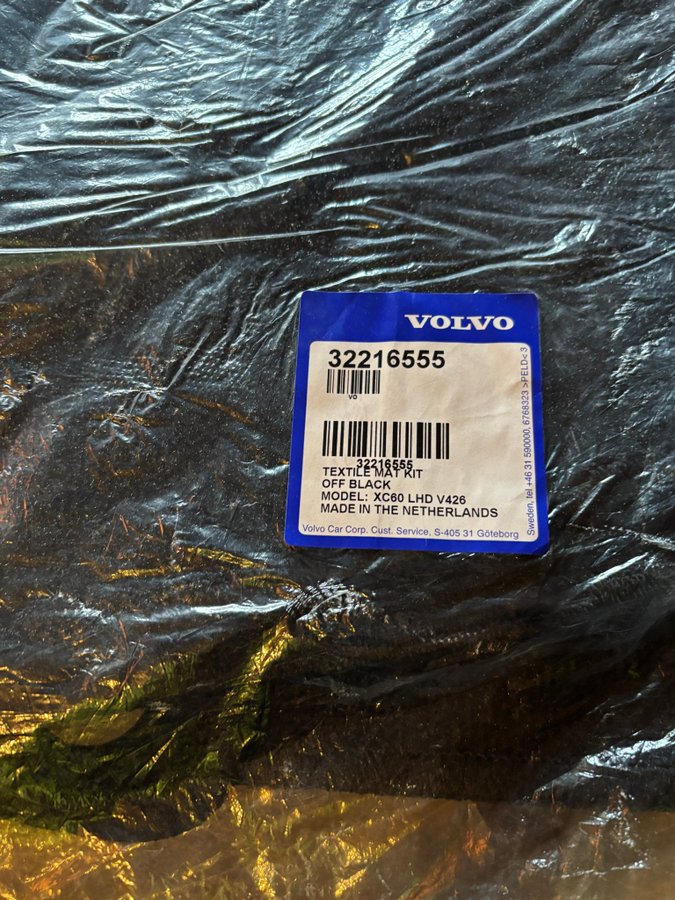 VOLVO
32216555
VO
32216555
TEXTILE MAT KIT
OFF BLACK
MODEL: XC60 LHD V426
MADE IN THE NETHERLANDS
Volvo Car Corp. Cust. Service, S-405 31 Göteborg
Sweden, tel +46 31 590000, 6768323 >PELD< 3